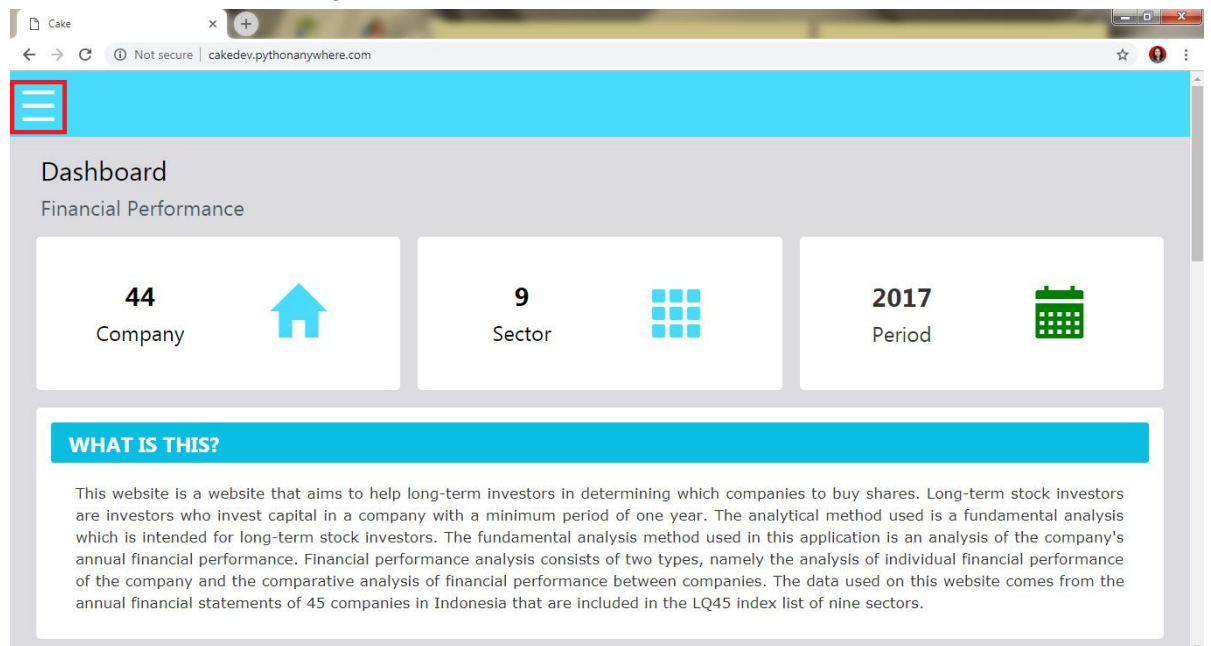 Cake
Not secure | cakedev.pythonanywhere.com
Dashboard
Financial Performance
44
Company
9
Sector
2017
Period
WHAT IS THIS?
This website is a website that aims to help long-term investors in determining which companies to buy shares. Long-term stock investors
are investors who invest capital in a company with a minimum period of one year. The analytical method used is a fundamental analysis
which is intended for long-term stock investors. The fundamental analysis method used in this application is an analysis of the company's
annual financial performance. Financial performance analysis consists of two types, namely the analysis of individual financial performance
of the company and the comparative analysis of financial performance between companies. The data used on this website comes from the
annual financial statements of 45 companies in Indonesia that are included in the LQ45 index list of nine sectors.